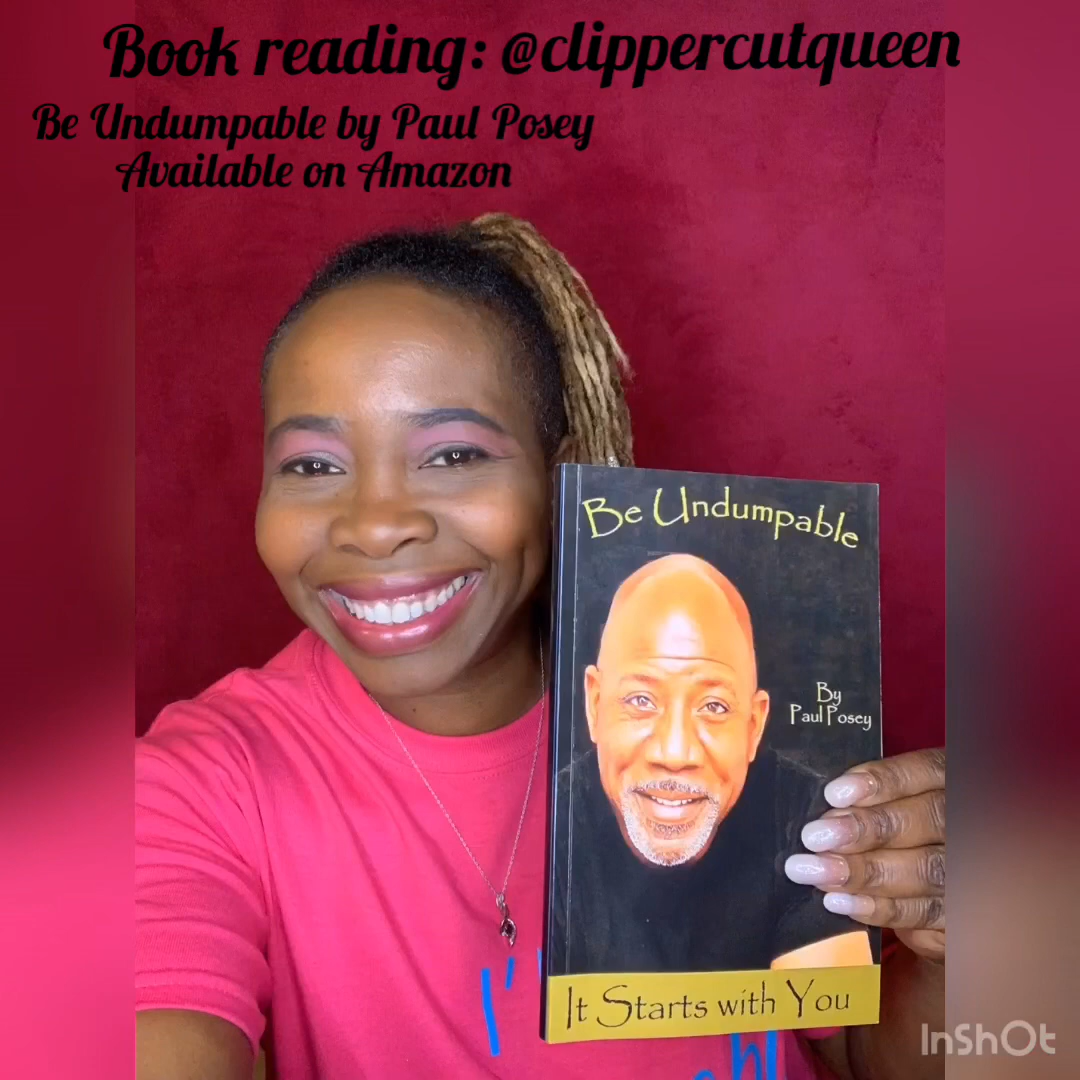 Book reading: @clippercutqueen
Be Undumpable by Paul Posey
Available on Amazon
Be Undumpable
By
Paul Posey
It Starts with You
I'
InShOt